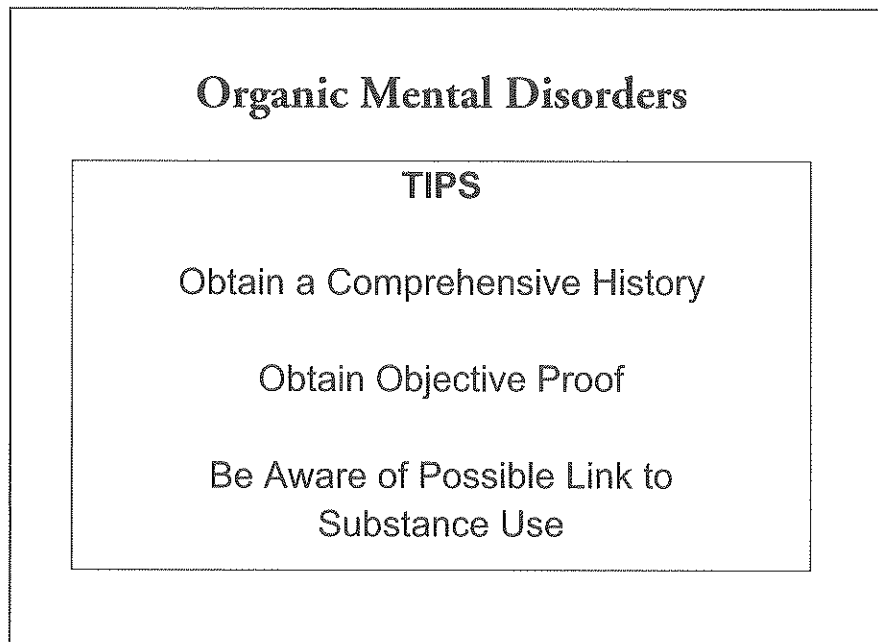 Organic Mental Disorders
TIPS
Obtain a Comprehensive History
Obtain Objective Proof
Be Aware of Possible Link to
Substance Use